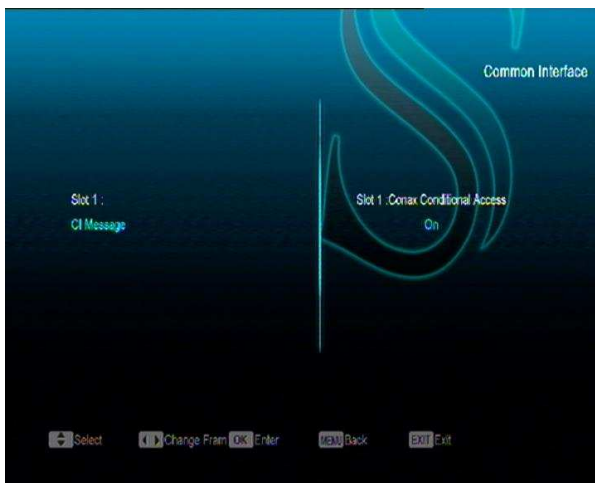 Common Interface
Slot 1 :
Slot 1 :Conax Conditional Access
CI Message
On
Select
Change Fram
OK Enter
MENU Back
EXIT Exit